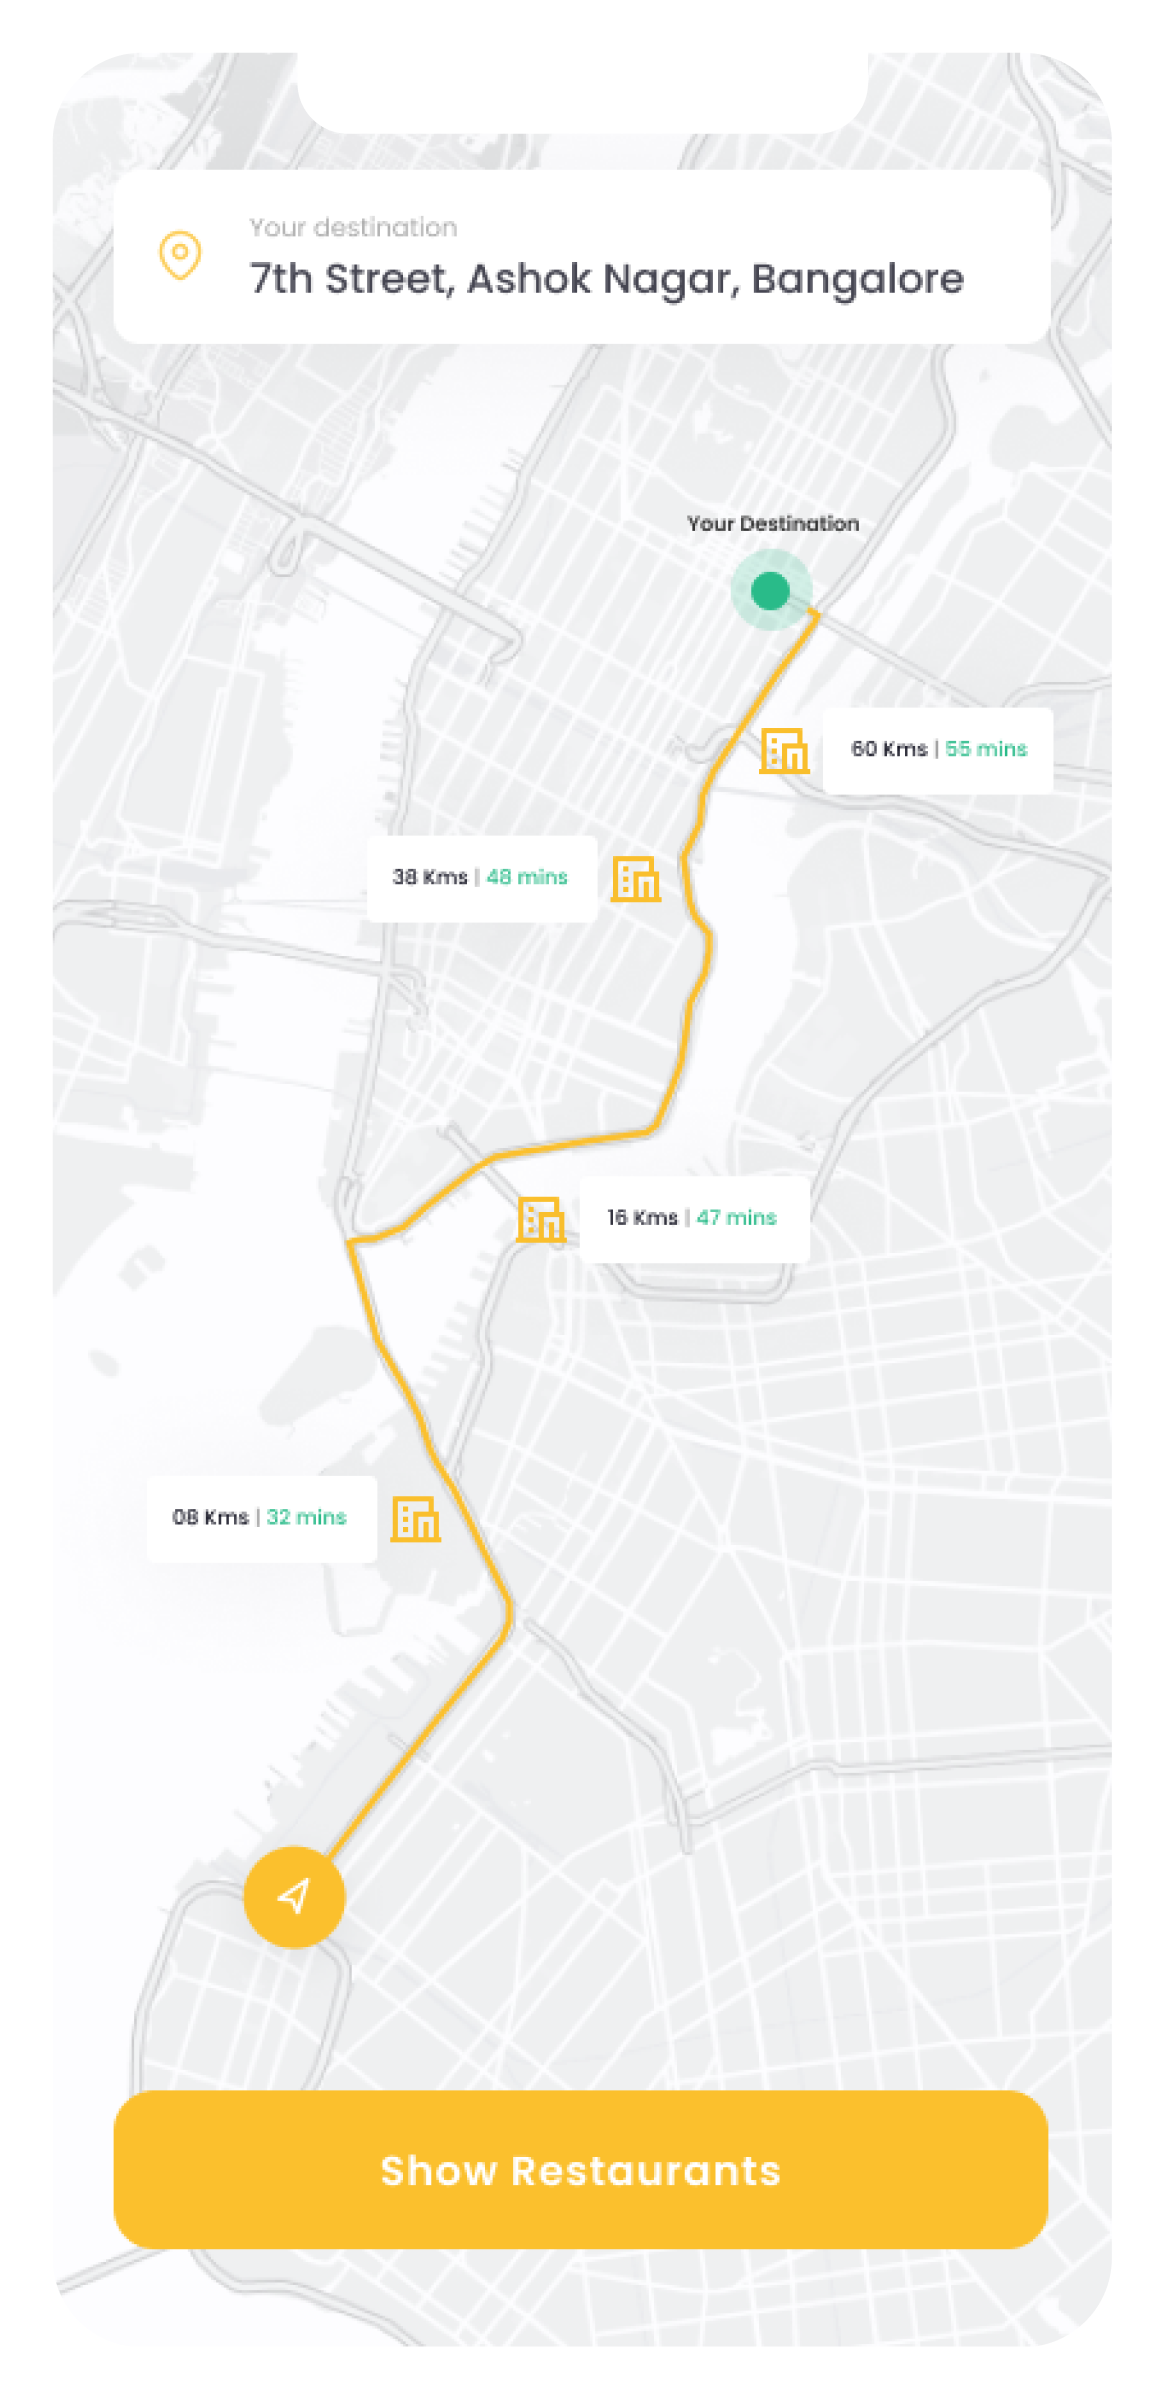 Your destination
7th Street, Ashok Nagar, Bangalore
Your Destination
60 Kms | 55 mins
38 Kms | 48 mins
16 Kms | 47 mins
08 Kms | 32 mins
Show Restaurants